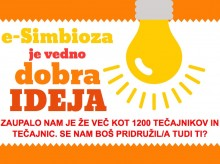 e-Simbioza
je vedno
dobra
IDEJA
ZAUPALO NAM JE ŽE VEČ KOT 1200 TEČAJNIKOV IN
TEČAJNIC. SE NAM BOŠ PRIDRUŽIL/A TUDI TI?